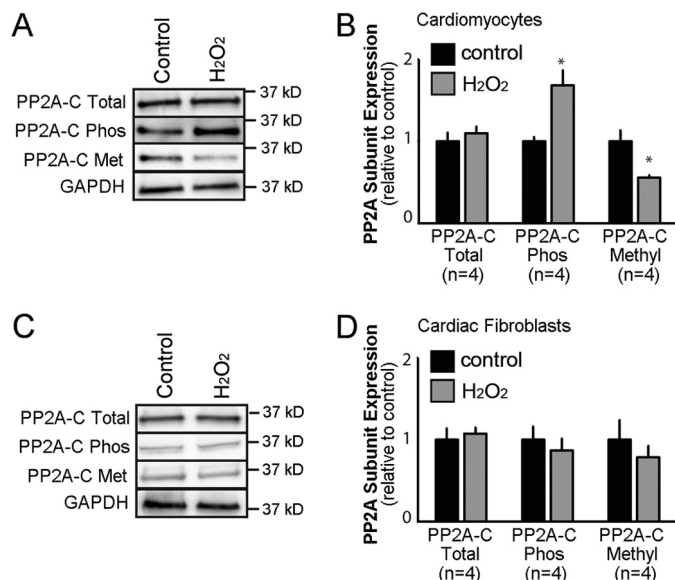 A
Control
H2O2
PP2A-C Total
37 kD
PP2A-C Phos
37 kD
PP2A-C Met
37 kD
GAPDH
37 kD
B
Cardiomyocytes
PP2A Subunit Expression
(relative to control)
2
1
0
control
H2O2
*
*
PP2A-C
Total
(n=4)
PP2A-C
Phos
(n=4)
PP2A-C
Methyl
(n=4)
C
Control
H2O2
PP2A-C Total
37 kD
PP2A-C Phos
37 kD
PP2A-C Met
37 kD
GAPDH
37 kD
D
Cardiac Fibroblasts
PP2A Subunit Expression
(relative to control)
2
1
0
control
H2O2
PP2A-C
Total
(n=4)
PP2A-C
Phos
(n=4)
PP2A-C
Methyl
(n=4)